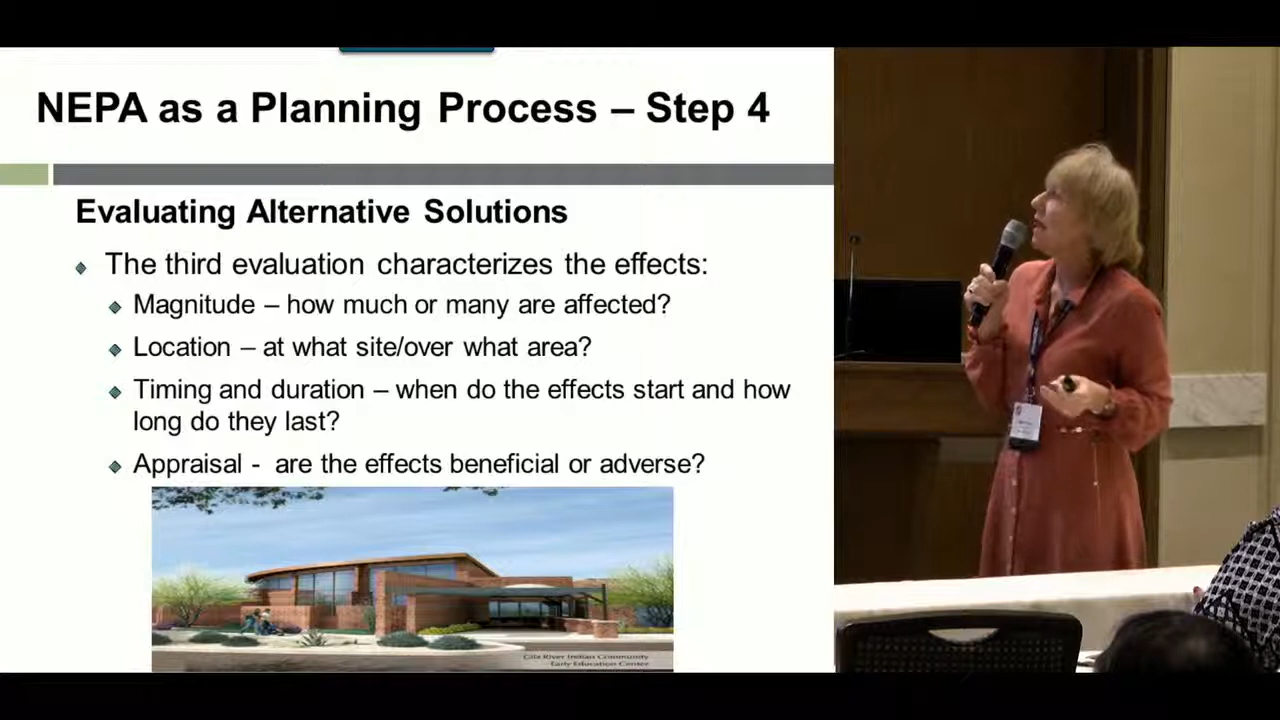 NEPA as a Planning Process – Step 4
Evaluating Alternative Solutions
The third evaluation characterizes the effects:
Magnitude – how much or many are affected?
Location – at what site/over what area?
Timing and duration – when do the effects start and how
long do they last?
Appraisal - are the effects beneficial or adverse?
Gila River Indian Community
Early Education Center